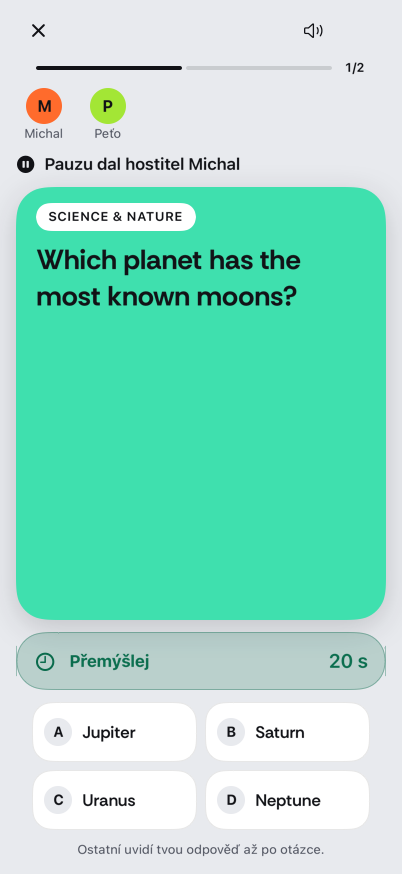 1/2
M
P
Michal
Peťo
Pauzu dal hostitel Michal
SCIENCE & NATURE
Which planet has the
most known moons?
Přemýšlej
20 s
A Jupiter
B Saturn
C Uranus
D Neptune
Ostatní uvidí tvou odpověď až po otázce.